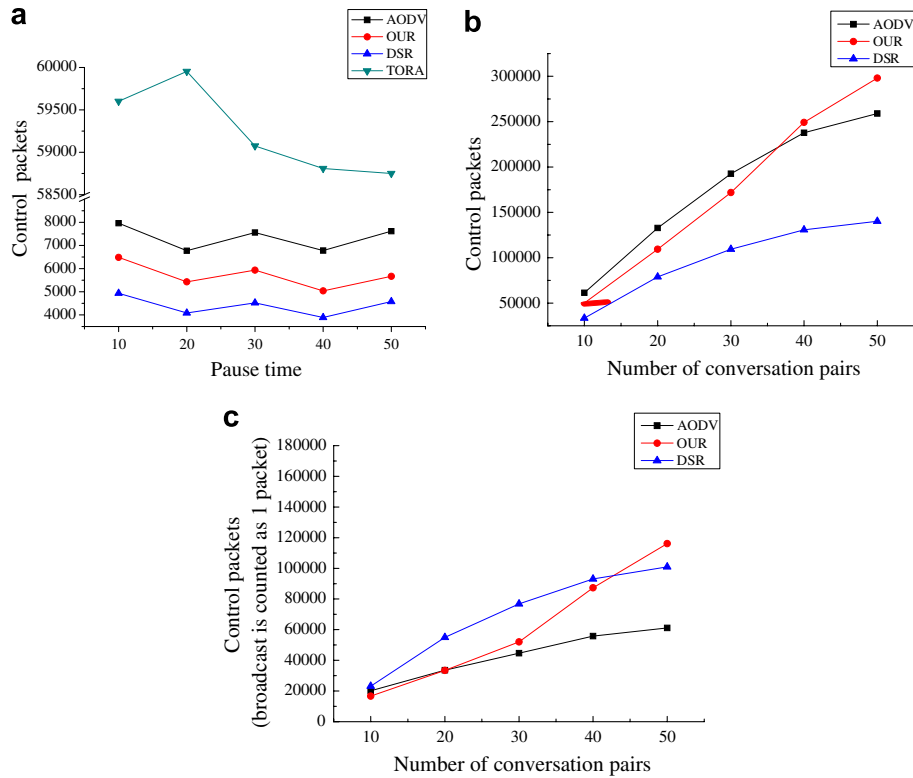 a
AODV
OUR
DSR
TORA
60000
59500
59000
58500
8000
7000
6000
5000
4000
Control packets
10 20 30 40 50
Pause time
b
AODV
OUR
DSR
300000
250000
200000
150000
100000
50000
Control packets
10 20 30 40 50
Number of conversation pairs
c
AODV
OUR
DSR
180000
160000
140000
120000
100000
80000
60000
40000
20000
0
Control packets
(broadcast is counted as 1 packet)
10 20 30 40 50
Number of conversation pairs